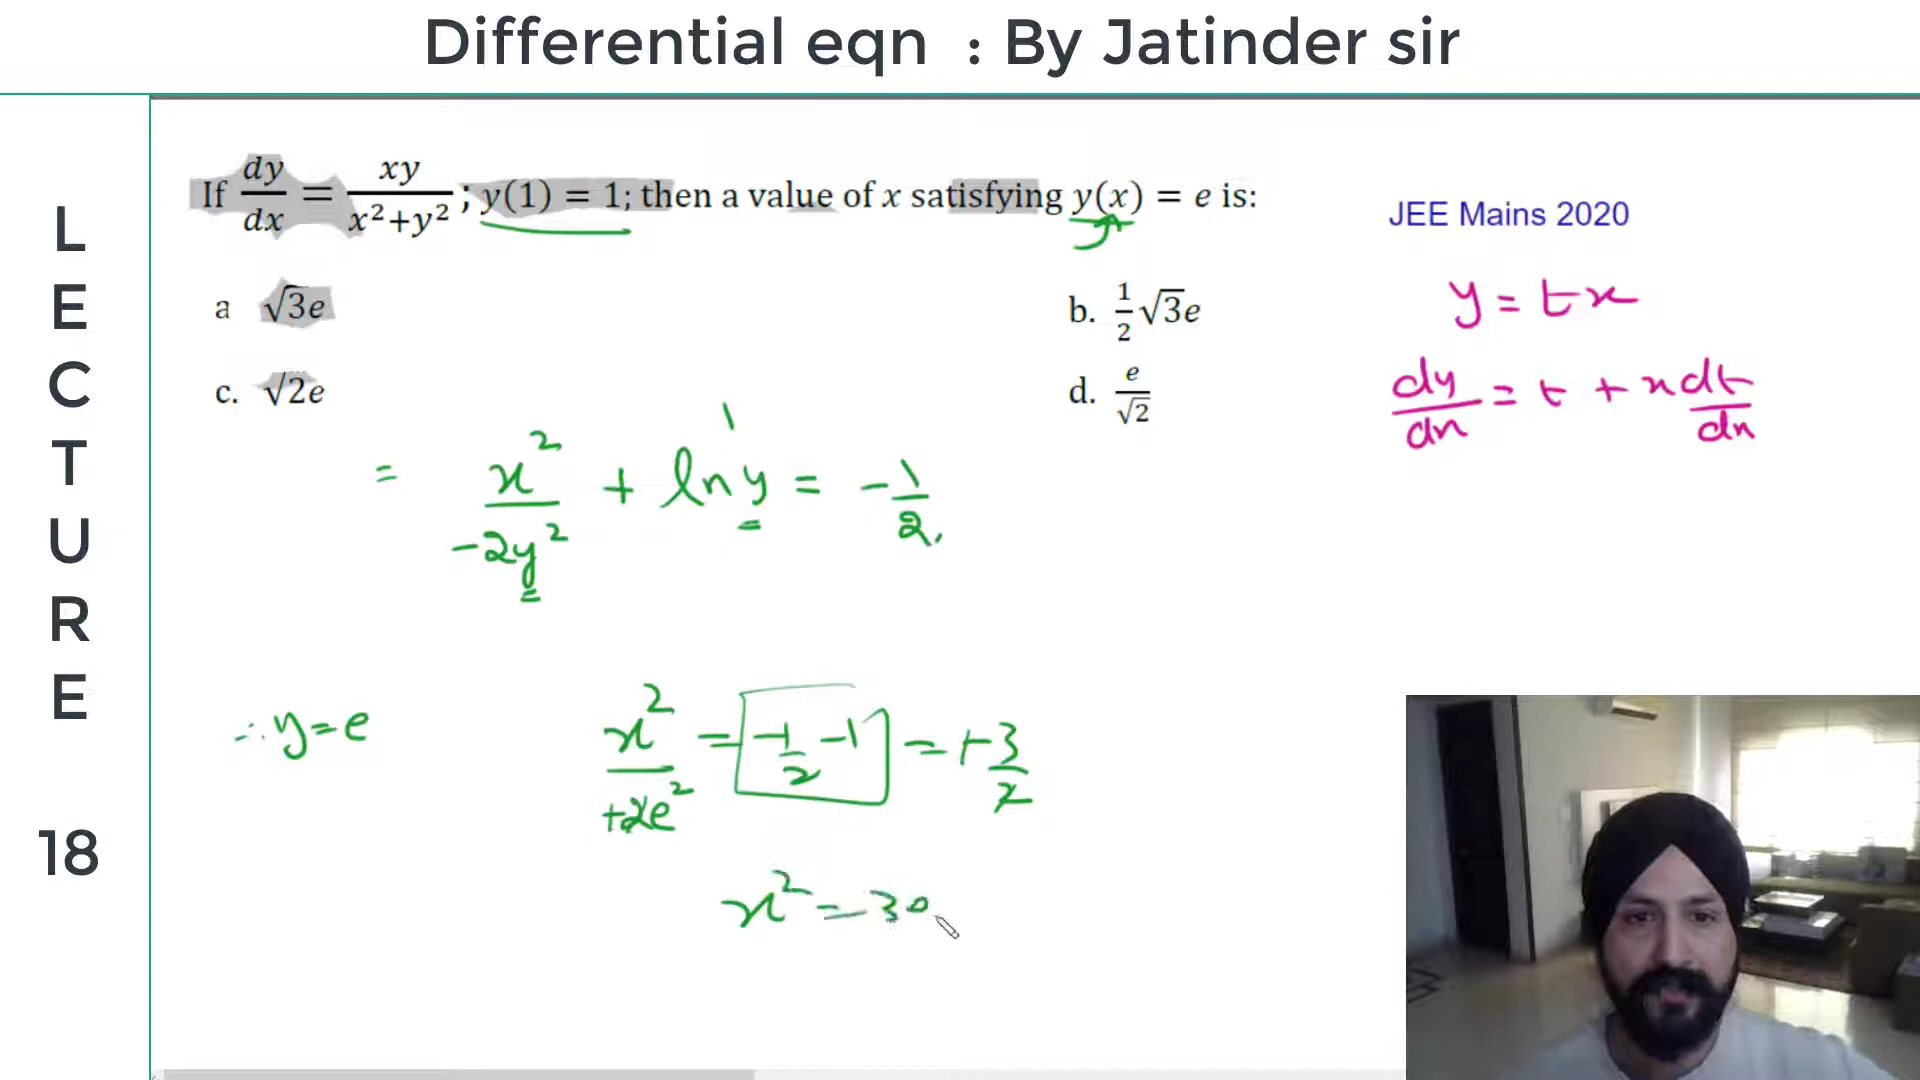 Differential eqn : By Jatinder sir
LECTURE
18
If dy/dx = xy/x²+y² ; y(1) = 1; then a value of x satisfying y(x) = e is:
JEE Mains 2020
a √3e
b. 1/2 √3e
c. √2e
d. e/√2
y = tx
dy/dx = t + x dt/dx
= x²/-2y² + ln y = -1/2.
1
∴ y = e
x²/+2e² = -1/2 -1 = +3/2
x² = 3e